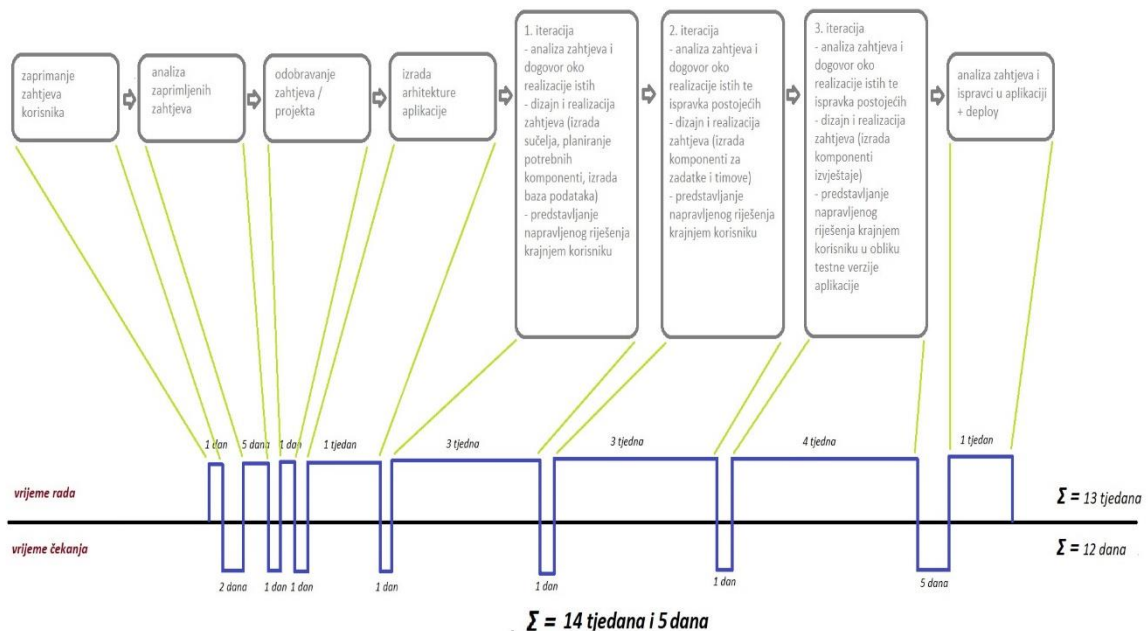 zaprimanje
zahtjeva
korisnika
analiza
zaprimljenih
zahtjeva
odobravanje
zahtjeva /
projekta
izrada
arhitekture
aplikacije
1. iteracija
- analiza zahtjeva i
dogovor oko
realizacije istih
- dizajn i realizacija
zahtjeva (izrada
sučelja, planiranje
potrebnih
komponenti, izrada
baza podataka)
- predstavljanje
napravljenog riješenja
krajnjem korisniku
2. iteracija
- analiza zahtjeva i
dogovor oko
realizacije istih te
ispravka postojećih
- dizajn i realizacija
zahtjeva (izrada
komponenti za
zadatke i timove)
- predstavljanje
napravljenog riješenja
krajnjem korisniku
3. iteracija
- analiza zahtjeva i
dogovor oko
realizacije istih te
ispravka postojećih
- dizajn i realizacija
zahtjeva (izrada
komponenti
izvještaje)
- predstavljanje
napravljenog
riješenja krajnjem
korisniku u obliku
testne verzije
aplikacije
analiza zahtjeva i
ispravci u aplikaciji
+ deploy
1 dan 5 dana 1 dan 1 tjedan 3 tjedna 3 tjedna 4 tjedna 1 tjedan
vrijeme rada
Σ = 13 tjedana
vrijeme čekanja
Σ = 12 dana
2 dana 1 dan 1 dan 1 dan 1 dan 1 dan 5 dana
Σ = 14 tjedana i 5 dana